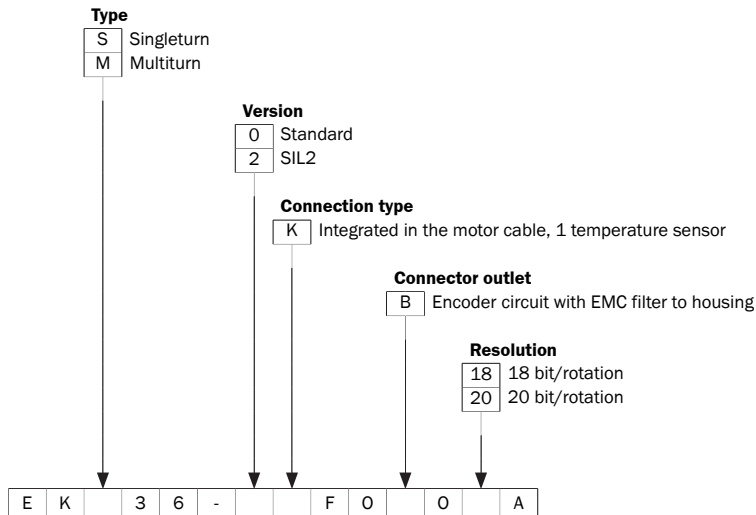 Type
S Singleturn
M Multiturn
Version
0 Standard
2 SIL2
Connection type
K Integrated in the motor cable, 1 temperature sensor
Connector outlet
B Encoder circuit with EMC filter to housing
Resolution
18 18 bit/rotation
20 20 bit/rotation
E K 3 6 - F 0 0 A